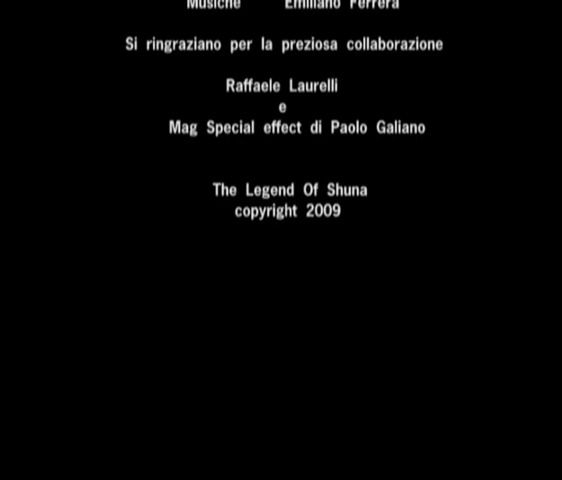 Musiche Emiliano Ferrera
Si ringraziano per la preziosa collaborazione
Raffaele Laurelli
e
Mag Special effect di Paolo Galiano
The Legend Of Shuna
copyright 2009